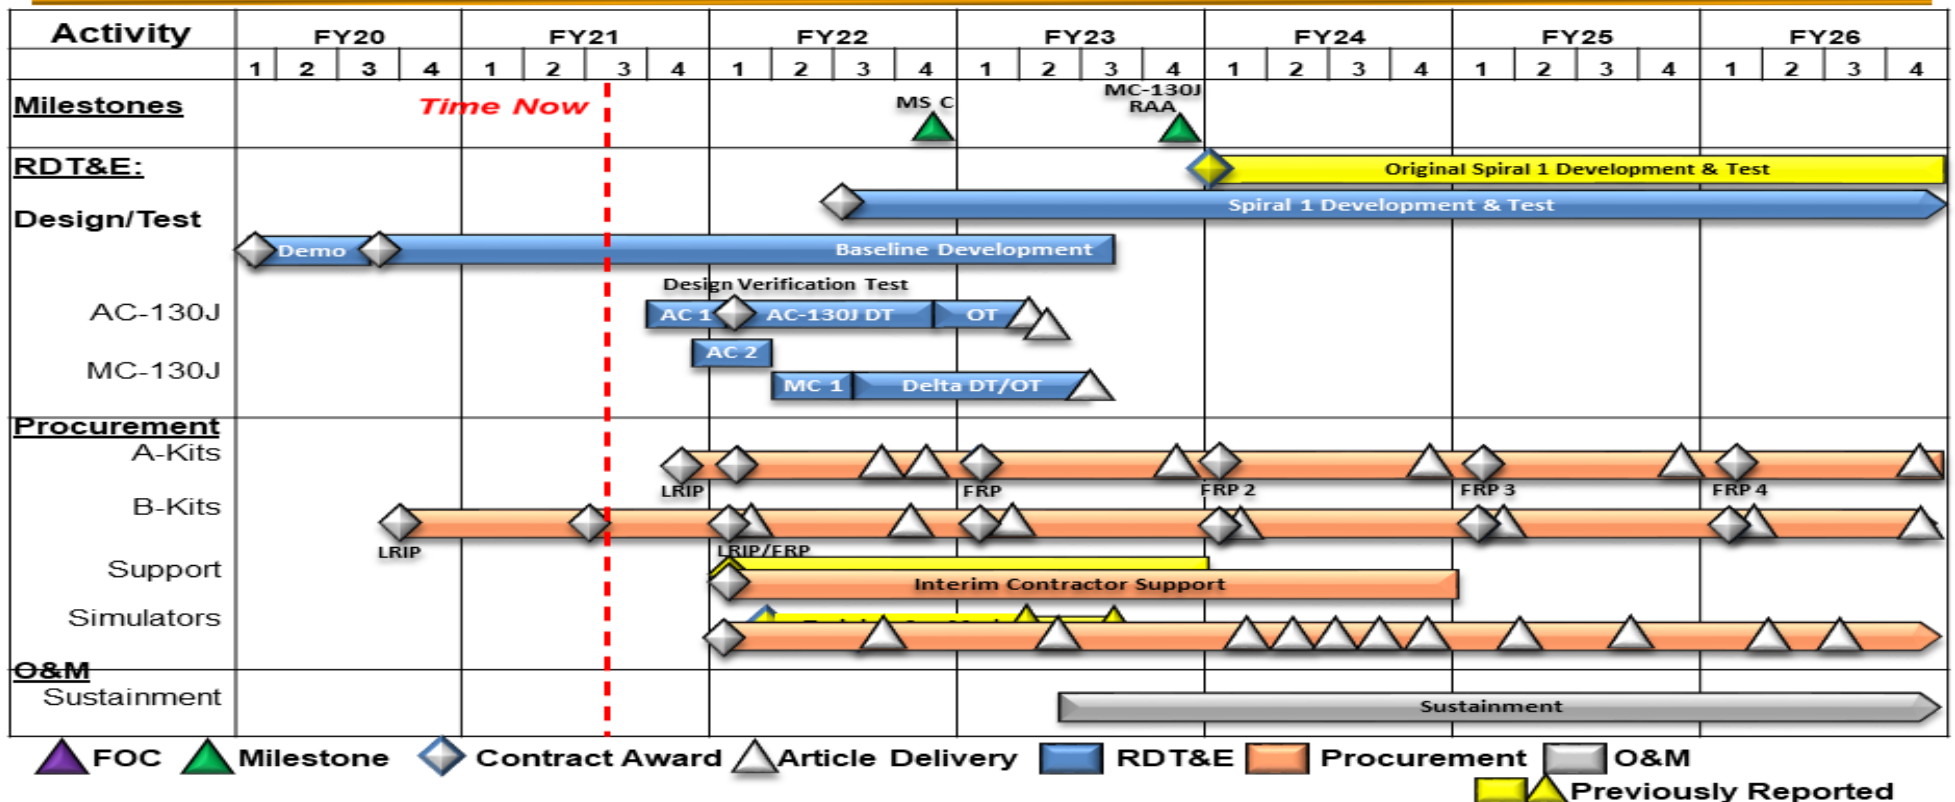 Activity FY20 FY21 FY22 FY23 FY24 FY25 FY26
1 2 3 4 1 2 3 4 1 2 3 4 1 2 3 4 1 2 3 4 1 2 3 4 1 2 3 4
Milestones Time Now MS C MC-130J
RAA
RDT&E: Original Spiral 1 Development & Test
Spiral 1 Development & Test
Design/Test
Demo Baseline Development
Design Verification Test
AC-130J AC 1 AC-130J DT OT
AC 2
MC-130J MC 1 Delta DT/OT
Procurement
A-Kits
LRIP FRP FRP 2 FRP 3 FRP 4
B-Kits
LRIP LRIP/FRP
Support Interim Contractor Support
Simulators
O&M
Sustainment Sustainment
FOC Milestone Contract Award Article Delivery RDT&E Procurement O&M
Previously Reported